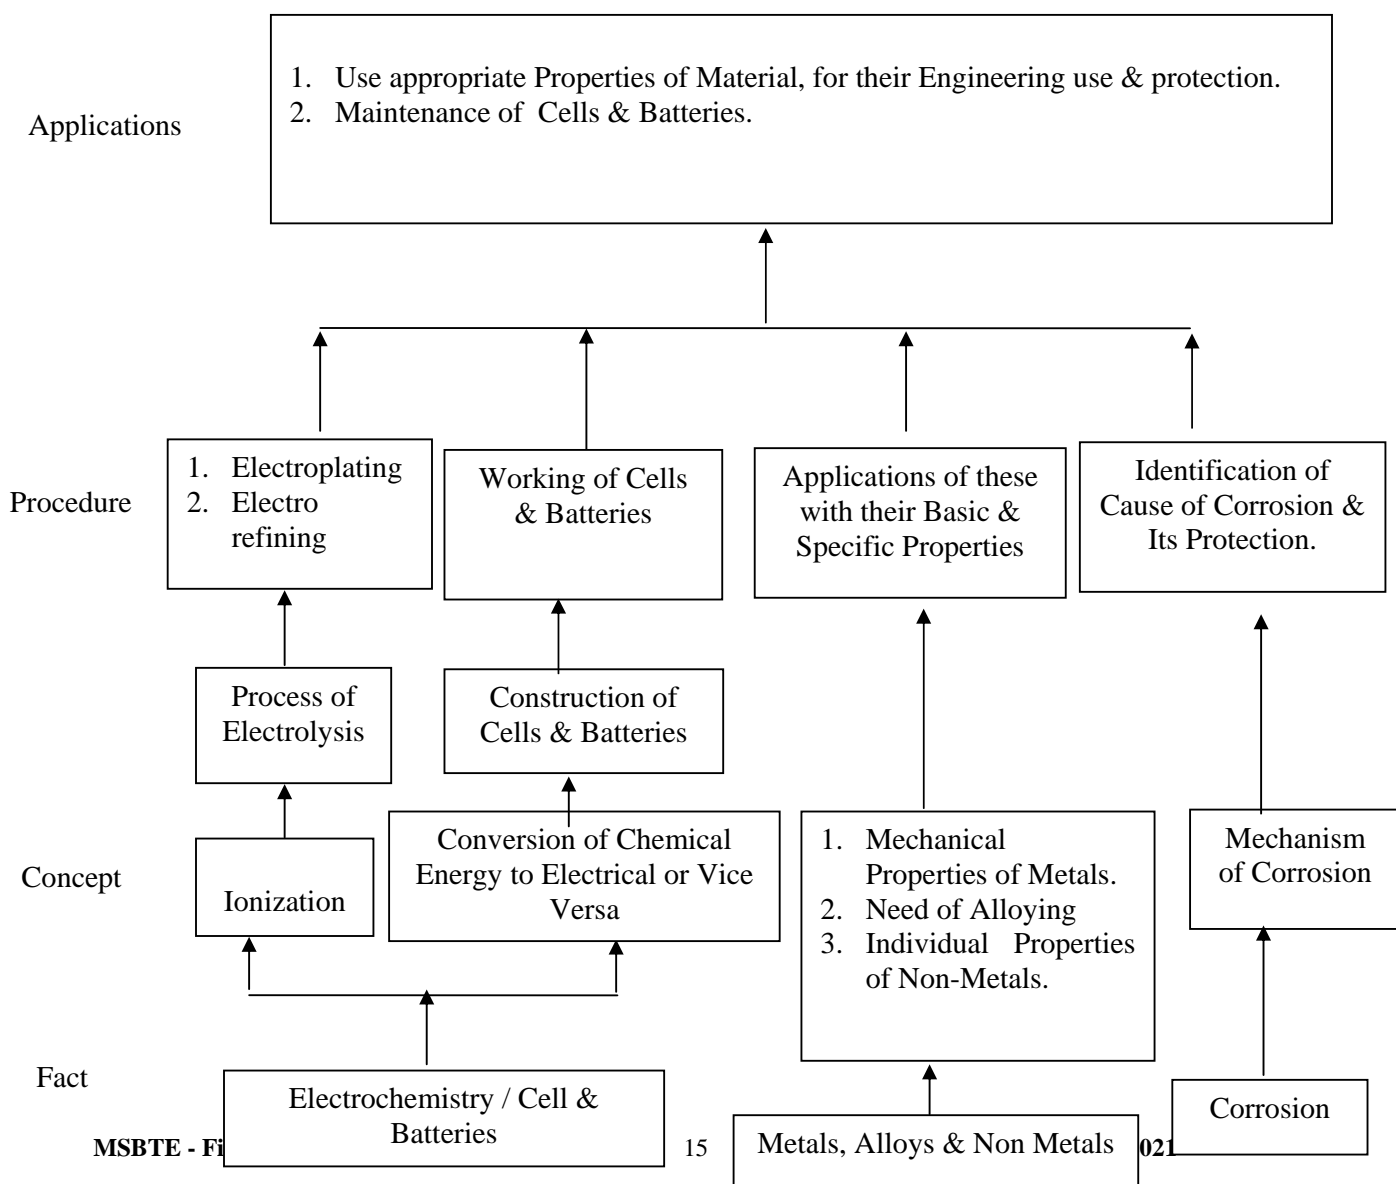 1. Use appropriate Properties of Material, for their Engineering use & protection.
2. Maintenance of Cells & Batteries.
Applications
Procedure
1. Electroplating
2. Electro
refining
Working of Cells
& Batteries
Applications of these
with their Basic &
Specific Properties
Identification of
Cause of Corrosion &
Its Protection.
Process of
Electrolysis
Construction of
Cells & Batteries
Concept
Ionization
Conversion of Chemical
Energy to Electrical or Vice
Versa
1. Mechanical
Properties of Metals.
2. Need of Alloying
3. Individual Properties
of Non-Metals.
Mechanism
of Corrosion
Fact
Electrochemistry / Cell &
Batteries
Metals, Alloys & Non Metals
Corrosion
MSBTE - Fi 15 021